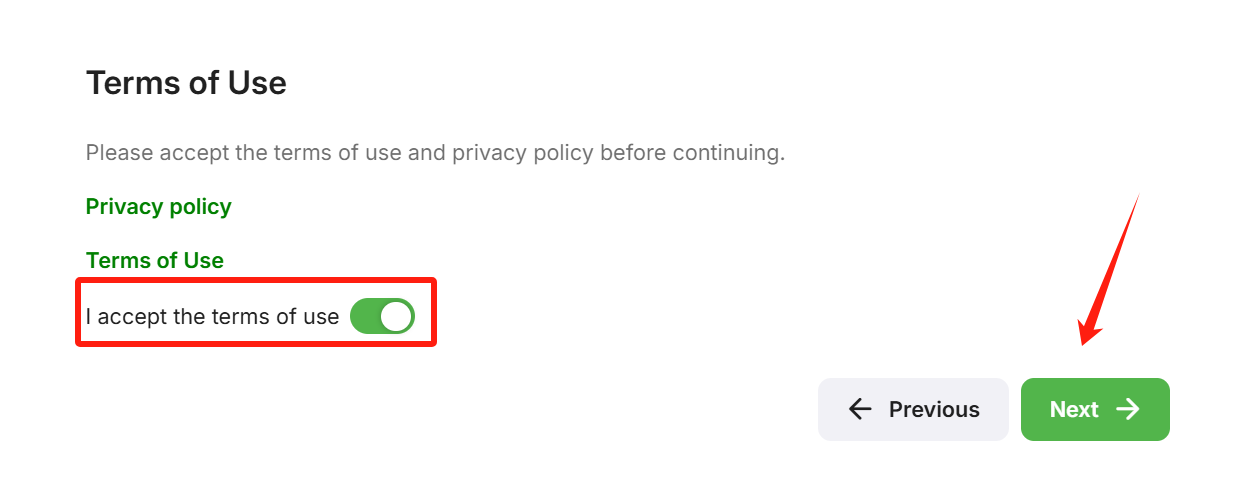 Terms of Use
Please accept the terms of use and privacy policy before continuing.
Privacy policy
Terms of Use
I accept the terms of use
Previous
Next